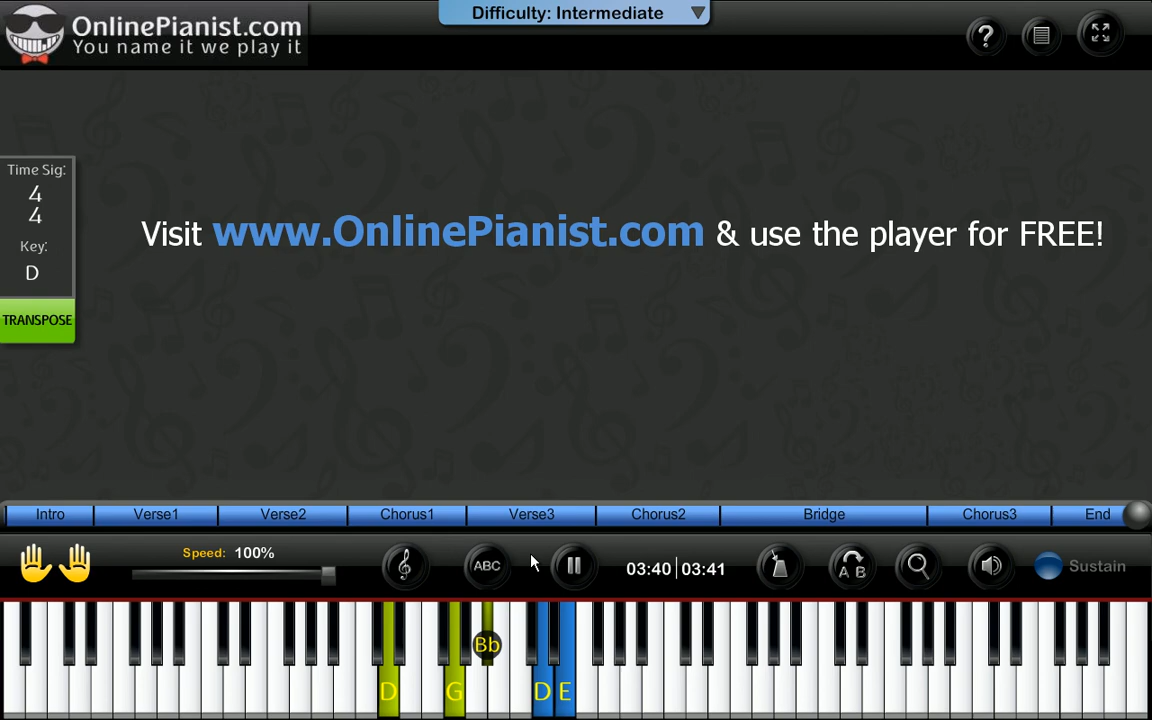 Difficulty: Intermediate
OnlinePianist.com
You name it we play it
?
Time Sig:
4
4
Key:
D
TRANSPOSE
Visit www.OnlinePianist.com & use the player for FREE!
Intro Verse1 Verse2 Chorus1 Verse3 Chorus2 Bridge Chorus3 End
Speed: 100%
ABC
03:40|03:41
A B
Sustain
Bb
D G D E